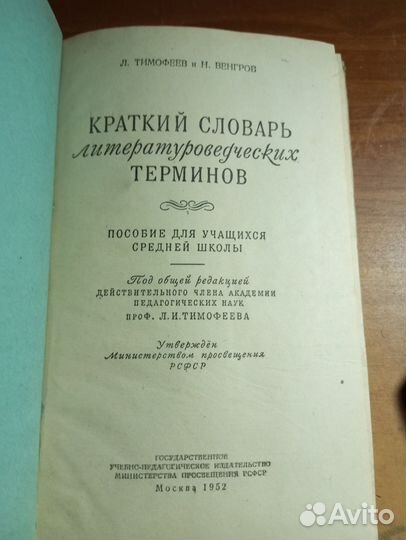 Л. ТИМОФЕЕВ и Н. ВЕНГРОВ
КРАТКИЙ СЛОВАРЬ
литературоведческих
ТЕРМИНОВ
ПОСОБИЕ ДЛЯ УЧАЩИХСЯ
СРЕДНЕЙ ШКОЛЫ
Под общей редакцией
ДЕЙСТВИТЕЛЬНОГО ЧЛЕНА АКАДЕМИИ
ПЕДАГОГИЧЕСКИХ НАУК
ПРОФ. Л. И. ТИМОФЕЕВА
Утверждён
Министерством просвещения
РСФСР
ГОСУДАРСТВЕННОЕ
УЧЕБНО-ПЕДАГОГИЧЕСКОЕ ИЗДАТЕЛЬСТВО
МИНИСТЕРСТВА ПРОСВЕЩЕНИЯ РСФСР
Москва 1952
Avito